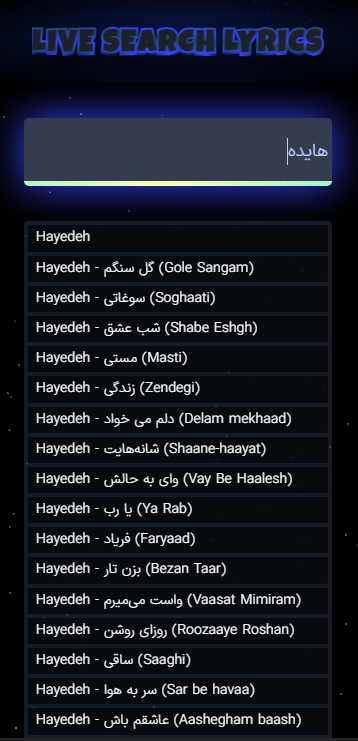 LIVE SEARCH LYRICS
هایده
Hayedeh
Hayedeh - گل سنگم (Gole Sangam)
Hayedeh - سوغاتی (Soghaati)
Hayedeh - شب عشق (Shabe Eshgh)
Hayedeh - مستی (Masti)
Hayedeh - زندگی (Zendegi)
Hayedeh - دلم می خواد (Delam mekhaad)
Hayedeh - شانه‌هایت (Shaane-haayat)
Hayedeh - وای به حالش (Vay Be Haalesh)
Hayedeh - یا رب (Ya Rab)
Hayedeh - فریاد (Faryaad)
Hayedeh - بزن تار (Bezan Taar)
Hayedeh - واست می‌میرم (Vaasat Mimiram)
Hayedeh - روزای روشن (Roozaaye Roshan)
Hayedeh - ساقی (Saaghi)
Hayedeh - سر به هوا (Sar be havaa)
Hayedeh - عاشقم باش (Aashegham baash)